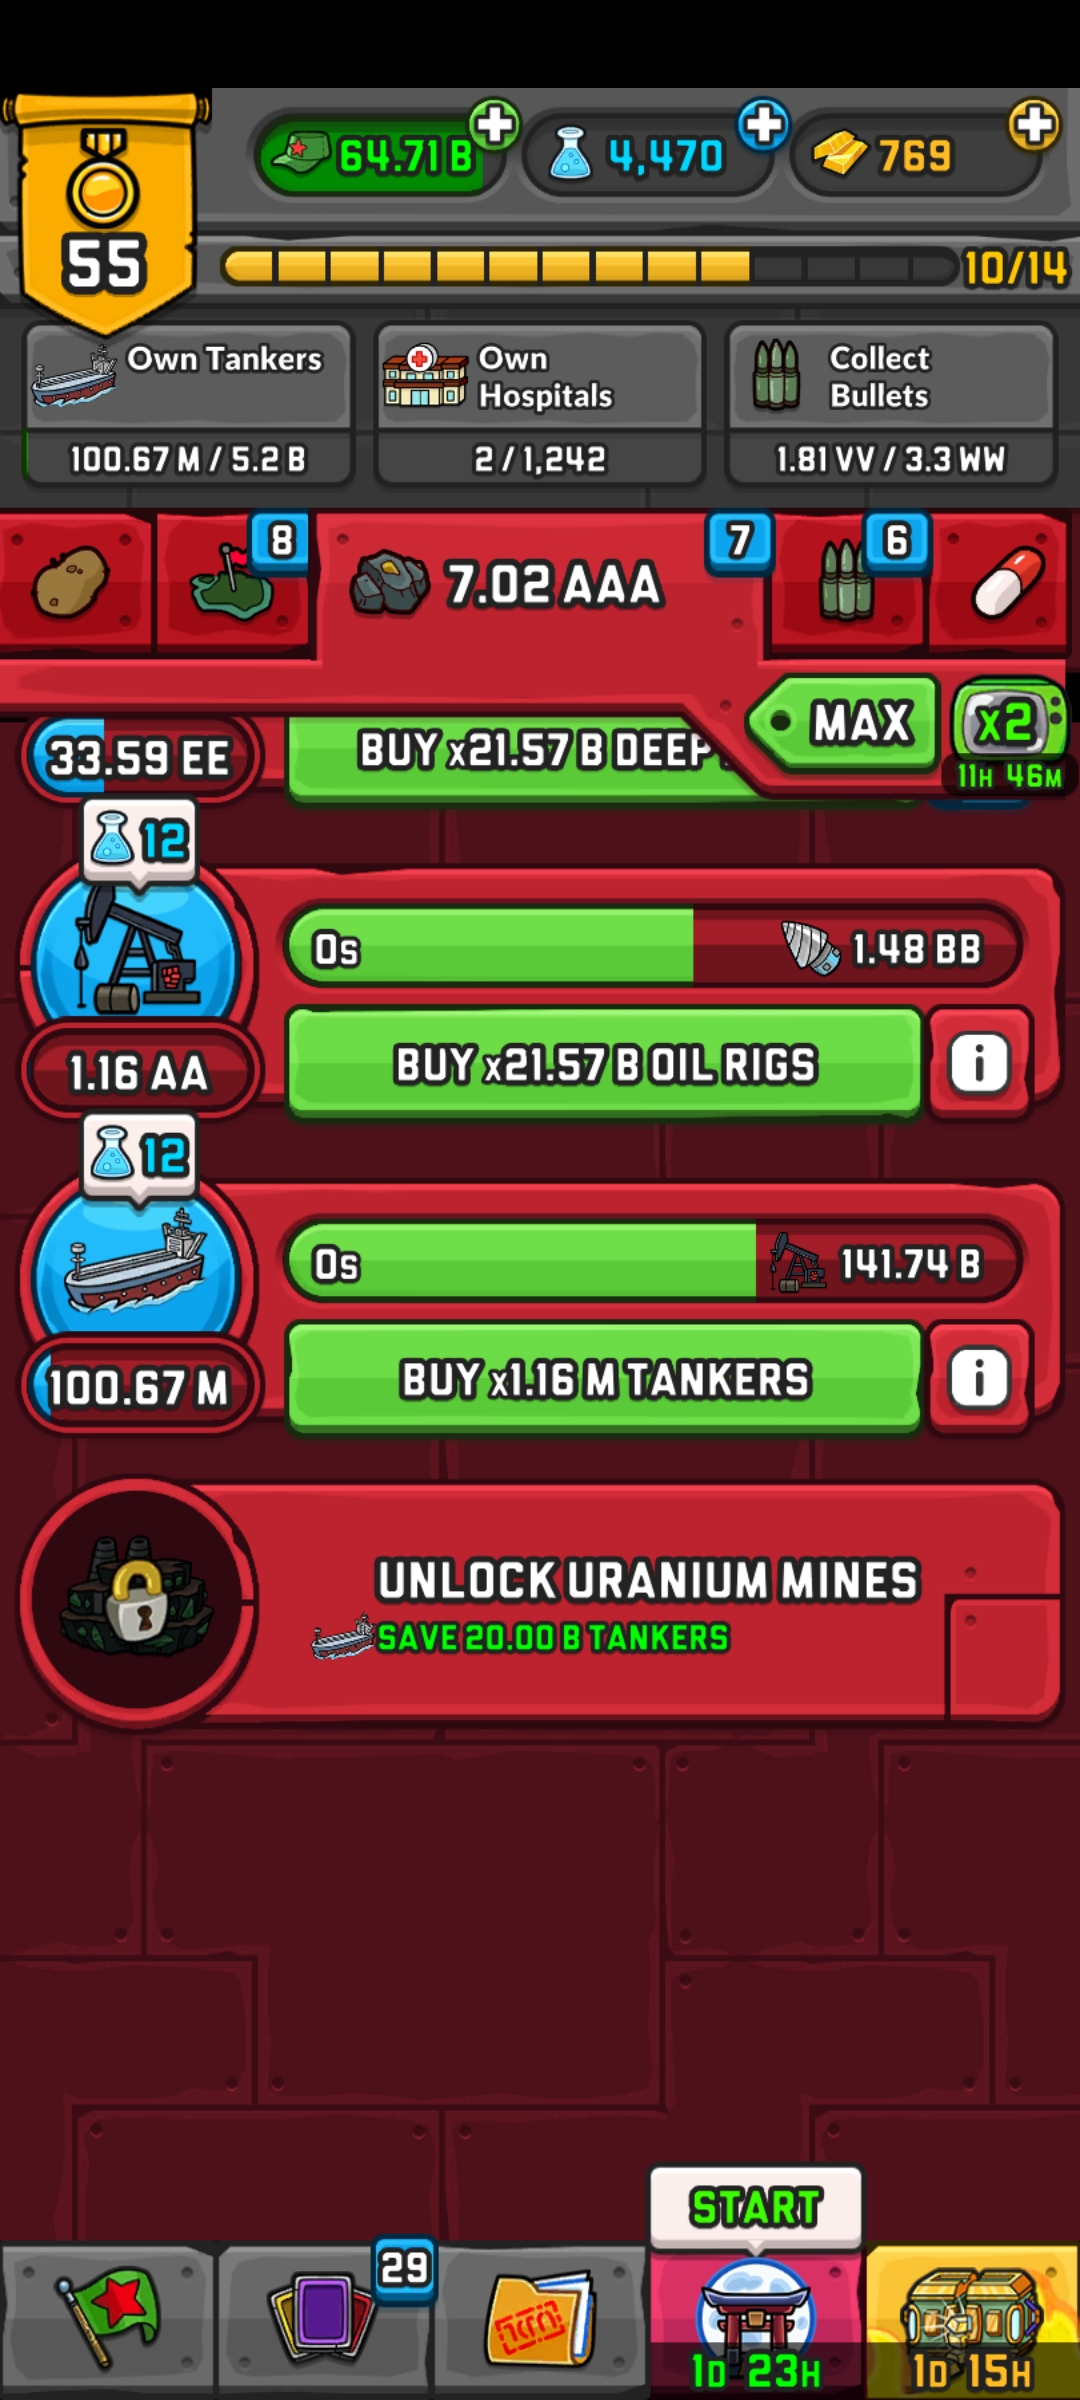 64.71 B
4,470
769
55
10/14
Own Tankers
100.67 M / 5.2 B
Own
Hospitals
2 / 1,242
Collect
Bullets
1.81 VV / 3.3 WW
8
7.02 AAA
7
6
MAX
x2
11H 46M
33.59 EE
BUY x21.57 B DEEP
12
0s
1.48 BB
1.16 AA
BUY x21.57 B OIL RIGS
i
12
0s
141.74 B
100.67 M
BUY x1.16 M TANKERS
i
UNLOCK URANIUM MINES
SAVE 20.00 B TANKERS
START
29
1D 23H
1D 15H